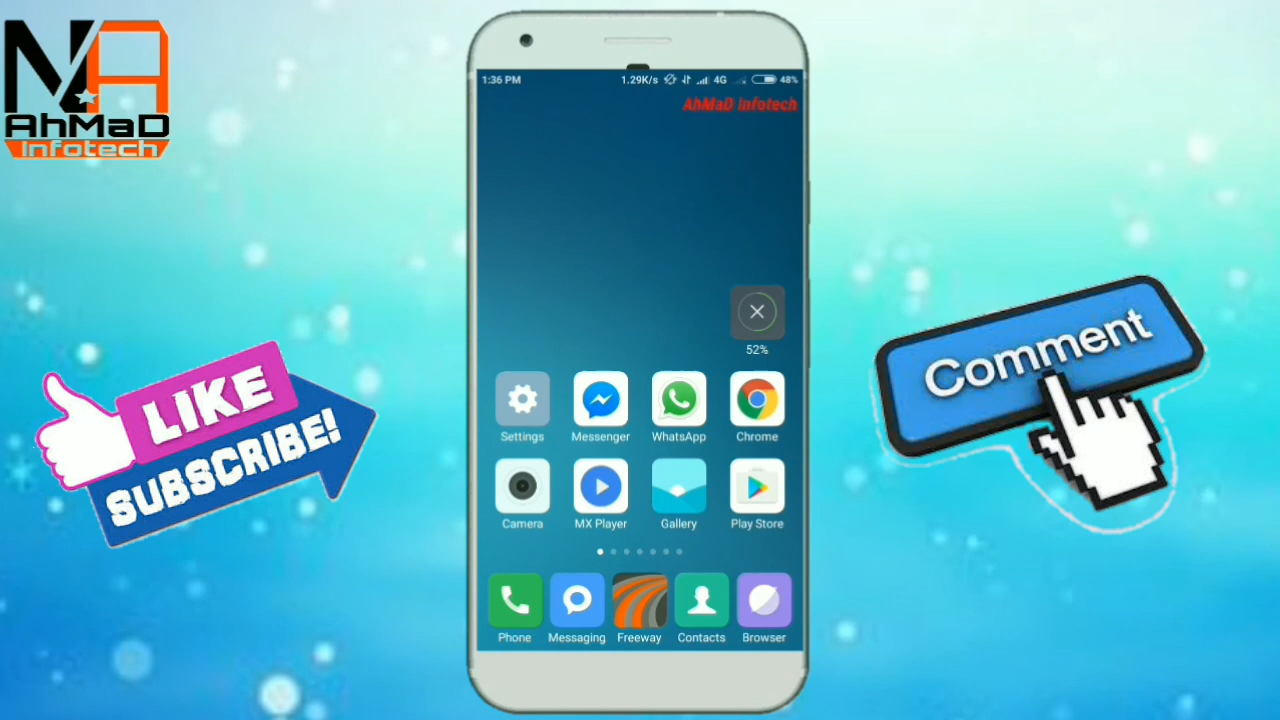 NA
AhMaD
Infotech
1:36 PM 1.29K/s 4G 48%
AhMaD infotech
52%
Settings Messenger WhatsApp Chrome
Camera MX Player Gallery Play Store
Phone Messaging Freeway Contacts Browser
LIKE
SUBSCRIBE!
Comment